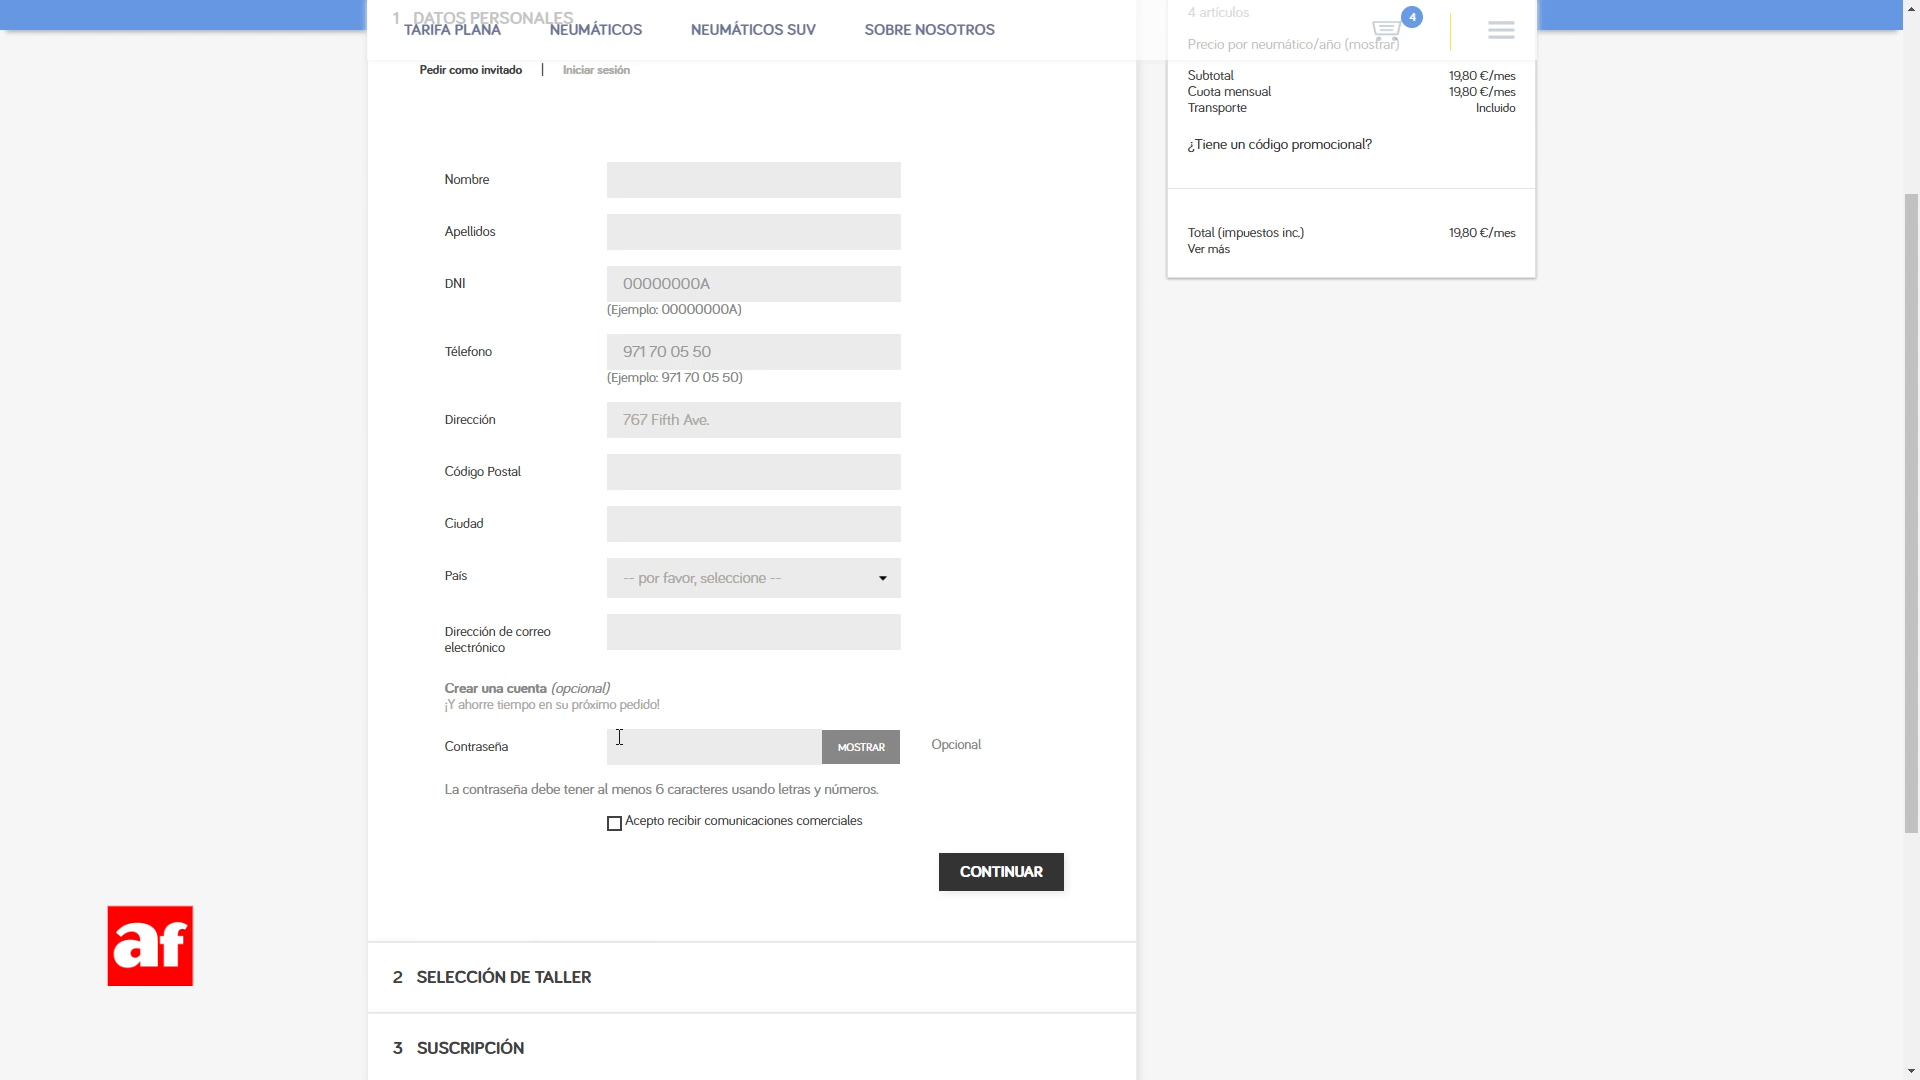 1 DATOS PERSONALES
TARIFA PLANA NEUMÁTICOS NEUMÁTICOS SUV SOBRE NOSOTROS
4
4 artículos
Precio por neumático/año (mostrar)
Pedir como invitado | Iniciar sesión
Subtotal 19,80 €/mes
Cuota mensual 19,80 €/mes
Transporte Incluido
¿Tiene un código promocional?
Total (impuestos inc.) 19,80 €/mes
Ver más
Nombre
Apellidos
DNI 00000000A
(Ejemplo: 00000000A)
Télefono 971 70 05 50
(Ejemplo: 971 70 05 50)
Dirección 767 Fifth Ave.
Código Postal
Ciudad
País -- por favor, seleccione --
Dirección de correo
electrónico
Crear una cuenta (opcional)
¡Y ahorre tiempo en su próximo pedido!
Contraseña MOSTRAR Opcional
La contraseña debe tener al menos 6 caracteres usando letras y números.
Acepto recibir comunicaciones comerciales
CONTINUAR
af
2 SELECCIÓN DE TALLER
3 SUSCRIPCIÓN